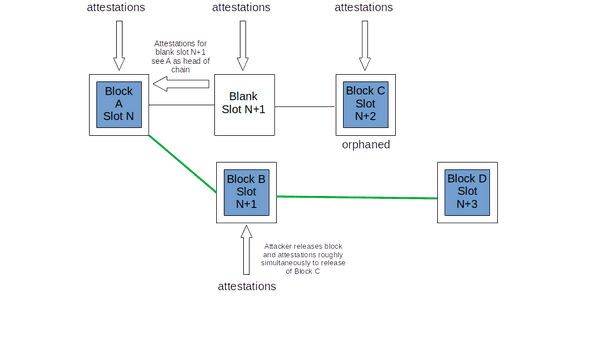 attestations
attestations
attestations
Attestations for
blank slot N+1
see A as head of
chain
Block
A
Slot N
Blank
Slot N+1
Block C
Slot
N+2
orphaned
Block B
Slot
N+1
Block D
Slot
N+3
Attacker releases block
and attestations roughly
simultaneously to release
of Block C
attestations